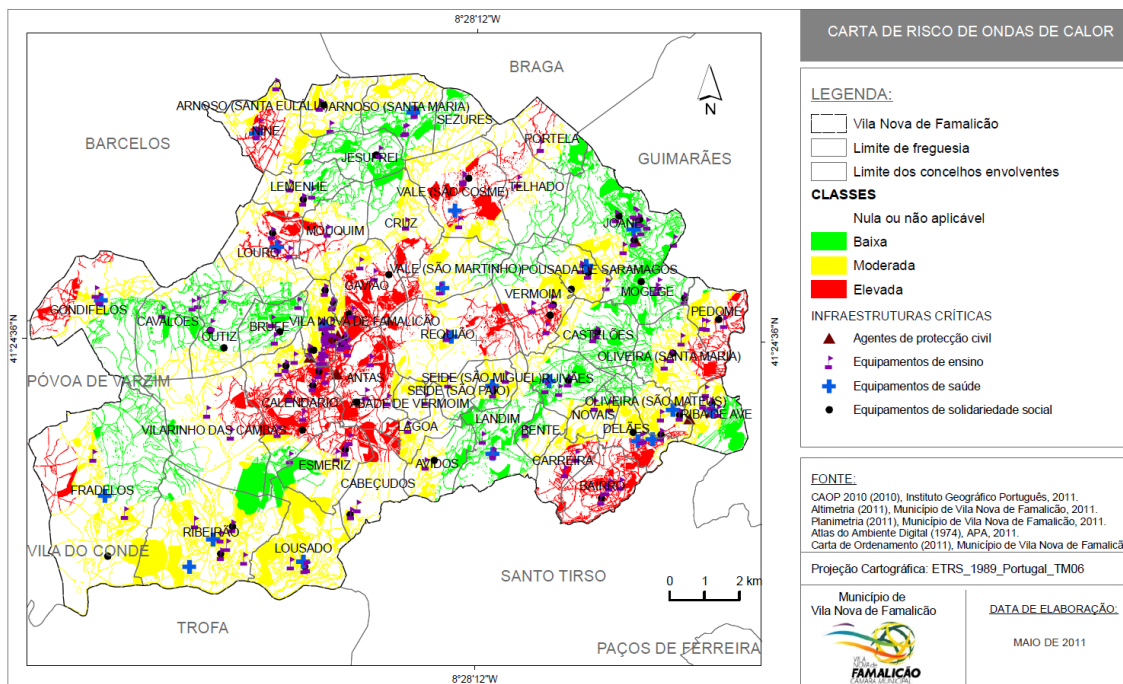 8°28'12"W
BRAGA
ARNOSO (SANTA EULÁLIA)
ARNOSO (SANTA MARIA)
SEZURES
NINE
BARCELOS
PORTELA
GUIMARÃES
JESUFREI
LEMENHE
VALE (SÃO COSME)
TELHADO
CRUZ
JOANE
MOUQUIM
LOURO
VALE (SÃO MARTINHO)
POUSADA DE SARAMAGOS
GAVIÃO
MOGEGE
VERMOIM
GONDIFELOS
CAVALÕES
PEDOME
BRUFE
VILA NOVA DE FAMALICÃO
OUTIZ
REQUIÃO
CASTELÕES
OLIVEIRA (SANTA MARIA)
41°24'36"N
41°24'36"N
PÓVOA DE VARZIM
ANTAS
SEIDE (SÃO MIGUEL)
RUIVÃES
SEIDE (SÃO PAIO)
CALENDÁRIO
ABADE DE VERMOIM
OLIVEIRA (SÃO MATEUS)
NOVAIS
RIBA DE AVE
LANDIM
VILARINHO DAS CAMBAS
LAGOA
BENTE
DELÃES
ESMERIZ
AVIDOS
CARREIRA
CABEÇUDOS
BAIRRO
FRADELOS
RIBEIRÃO
LOUSADO
VILA DO CONDE
SANTO TIRSO
0 1 2 km
TROFA
PAÇOS DE FERREIRA
8°28'12"W
N
CARTA DE RISCO DE ONDAS DE CALOR
LEGENDA:
Vila Nova de Famalicão
Limite de freguesia
Limite dos concelhos envolventes
CLASSES
Nula ou não aplicável
Baixa
Moderada
Elevada
INFRAESTRUTURAS CRÍTICAS
Agentes de protecção civil
Equipamentos de ensino
Equipamentos de saúde
Equipamentos de solidariedade social
FONTE:
CAOP 2010 (2010), Instituto Geográfico Português, 2011.
Altimetria (2011), Município de Vila Nova de Famalicão, 2011.
Planimetria (2011), Município de Vila Nova de Famalicão, 2011.
Atlas do Ambiente Digital (1974), APA, 2011.
Carta de Ordenamento (2011), Município de Vila Nova de Famalicã
Projeção Cartográfica: ETRS_1989_Portugal_TM06
Município de
Vila Nova de Famalicão
VILA
NOVA de
FAMALICÃO
CÂMARA MUNICIPAL
DATA DE ELABORAÇÃO:
MAIO DE 2011